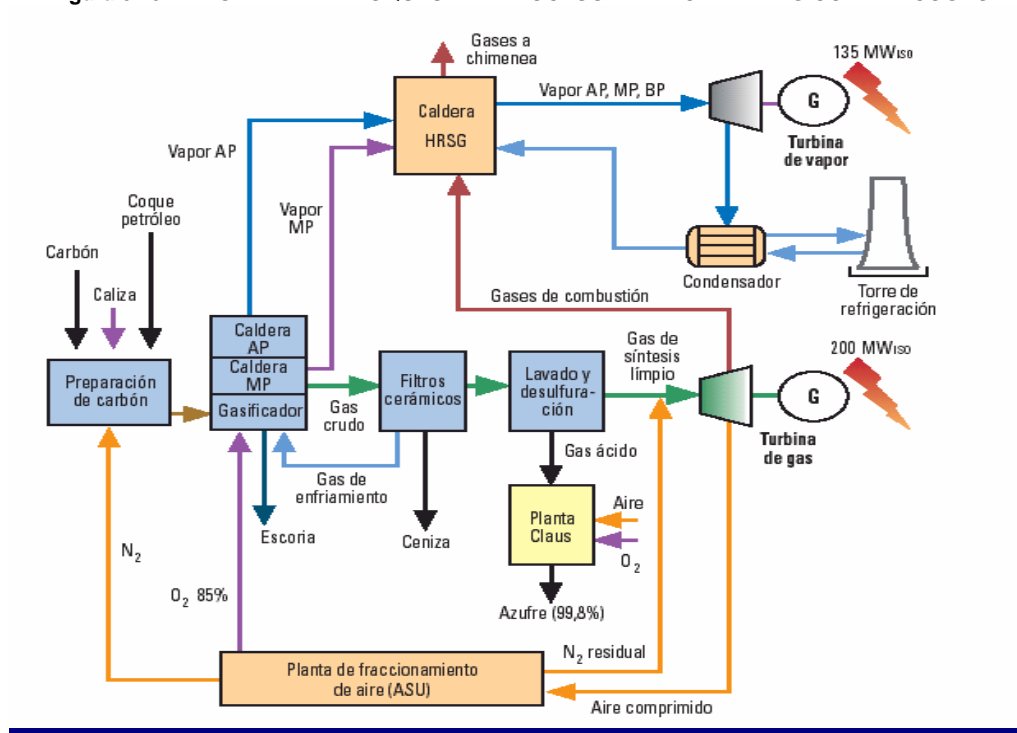 Gases a
chimenea
135 MWISO
Caldera
HRSG
Vapor AP, MP, BP
G
Turbina
de vapor
Vapor AP
Vapor
MP
Coque
petróleo
Carbón
Caliza
Condensador
Torre de
refrigeración
Gases de combustión
Caldera
AP
Caldera
MP
Gasificador
Preparación
de carbón
Gas
crudo
Filtros
cerámicos
Lavado y
desulfura-
ción
Gas de
síntesis
límpio
200 MWISO
G
Turbina
de gas
Gas de
enfriamiento
Gas ácido
Escoria
Ceniza
Planta
Claus
Aire
O2
N2
O2 85%
Azufre (99,8%)
N2 residual
Planta de fraccionamiento
de aire (ASU)
Aire comprimido